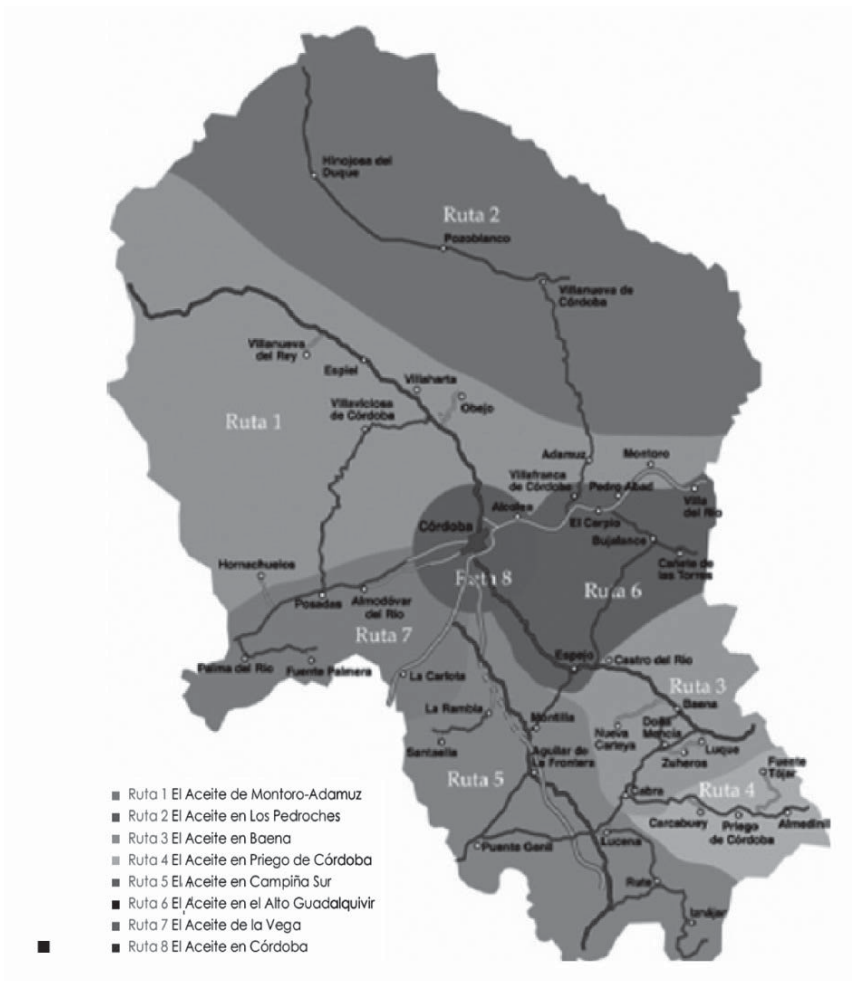 Hinojosa del
Duque
Ruta 2
Pozoblanco
Villanueva de
Córdoba
Villanueva
del Rey
Espiel
Villaharta
Obejo
Villaviciosa
de Córdoba
Ruta 1
Adamuz
Montoro
Villafranca
de Córdoba
Pedro Abad
Villa
del Río
Alcolea
El Carpio
Córdoba
Bujalance
Cañete de
las Torres
Hornachuelos
Ruta 8
Ruta 6
Posadas
Almodóvar
del Río
Ruta 7
Espejo
Castro del Río
Palma del Río
Fuente Palmera
La Carlota
Ruta 3
Baena
La Rambla
Montilla
Nueva
Carteya
Doña
Mencía
Luque
Santaella
Aguilar de
La Frontera
Zuheros
Fuente
Tójar
Ruta 5
Cabra
Ruta 4
Carcabuey
Priego
de Córdoba
Almedinil
Puente Genil
Lucena
Rute
Iznájar
Ruta 1 El Aceite de Montoro-Adamuz
Ruta 2 El Aceite en Los Pedroches
Ruta 3 El Aceite en Baena
Ruta 4 El Aceite en Priego de Córdoba
Ruta 5 El Aceite en Campiña Sur
Ruta 6 El Aceite en el Alto Guadalquivir
Ruta 7 El Aceite de la Vega
Ruta 8 El Aceite en Córdoba